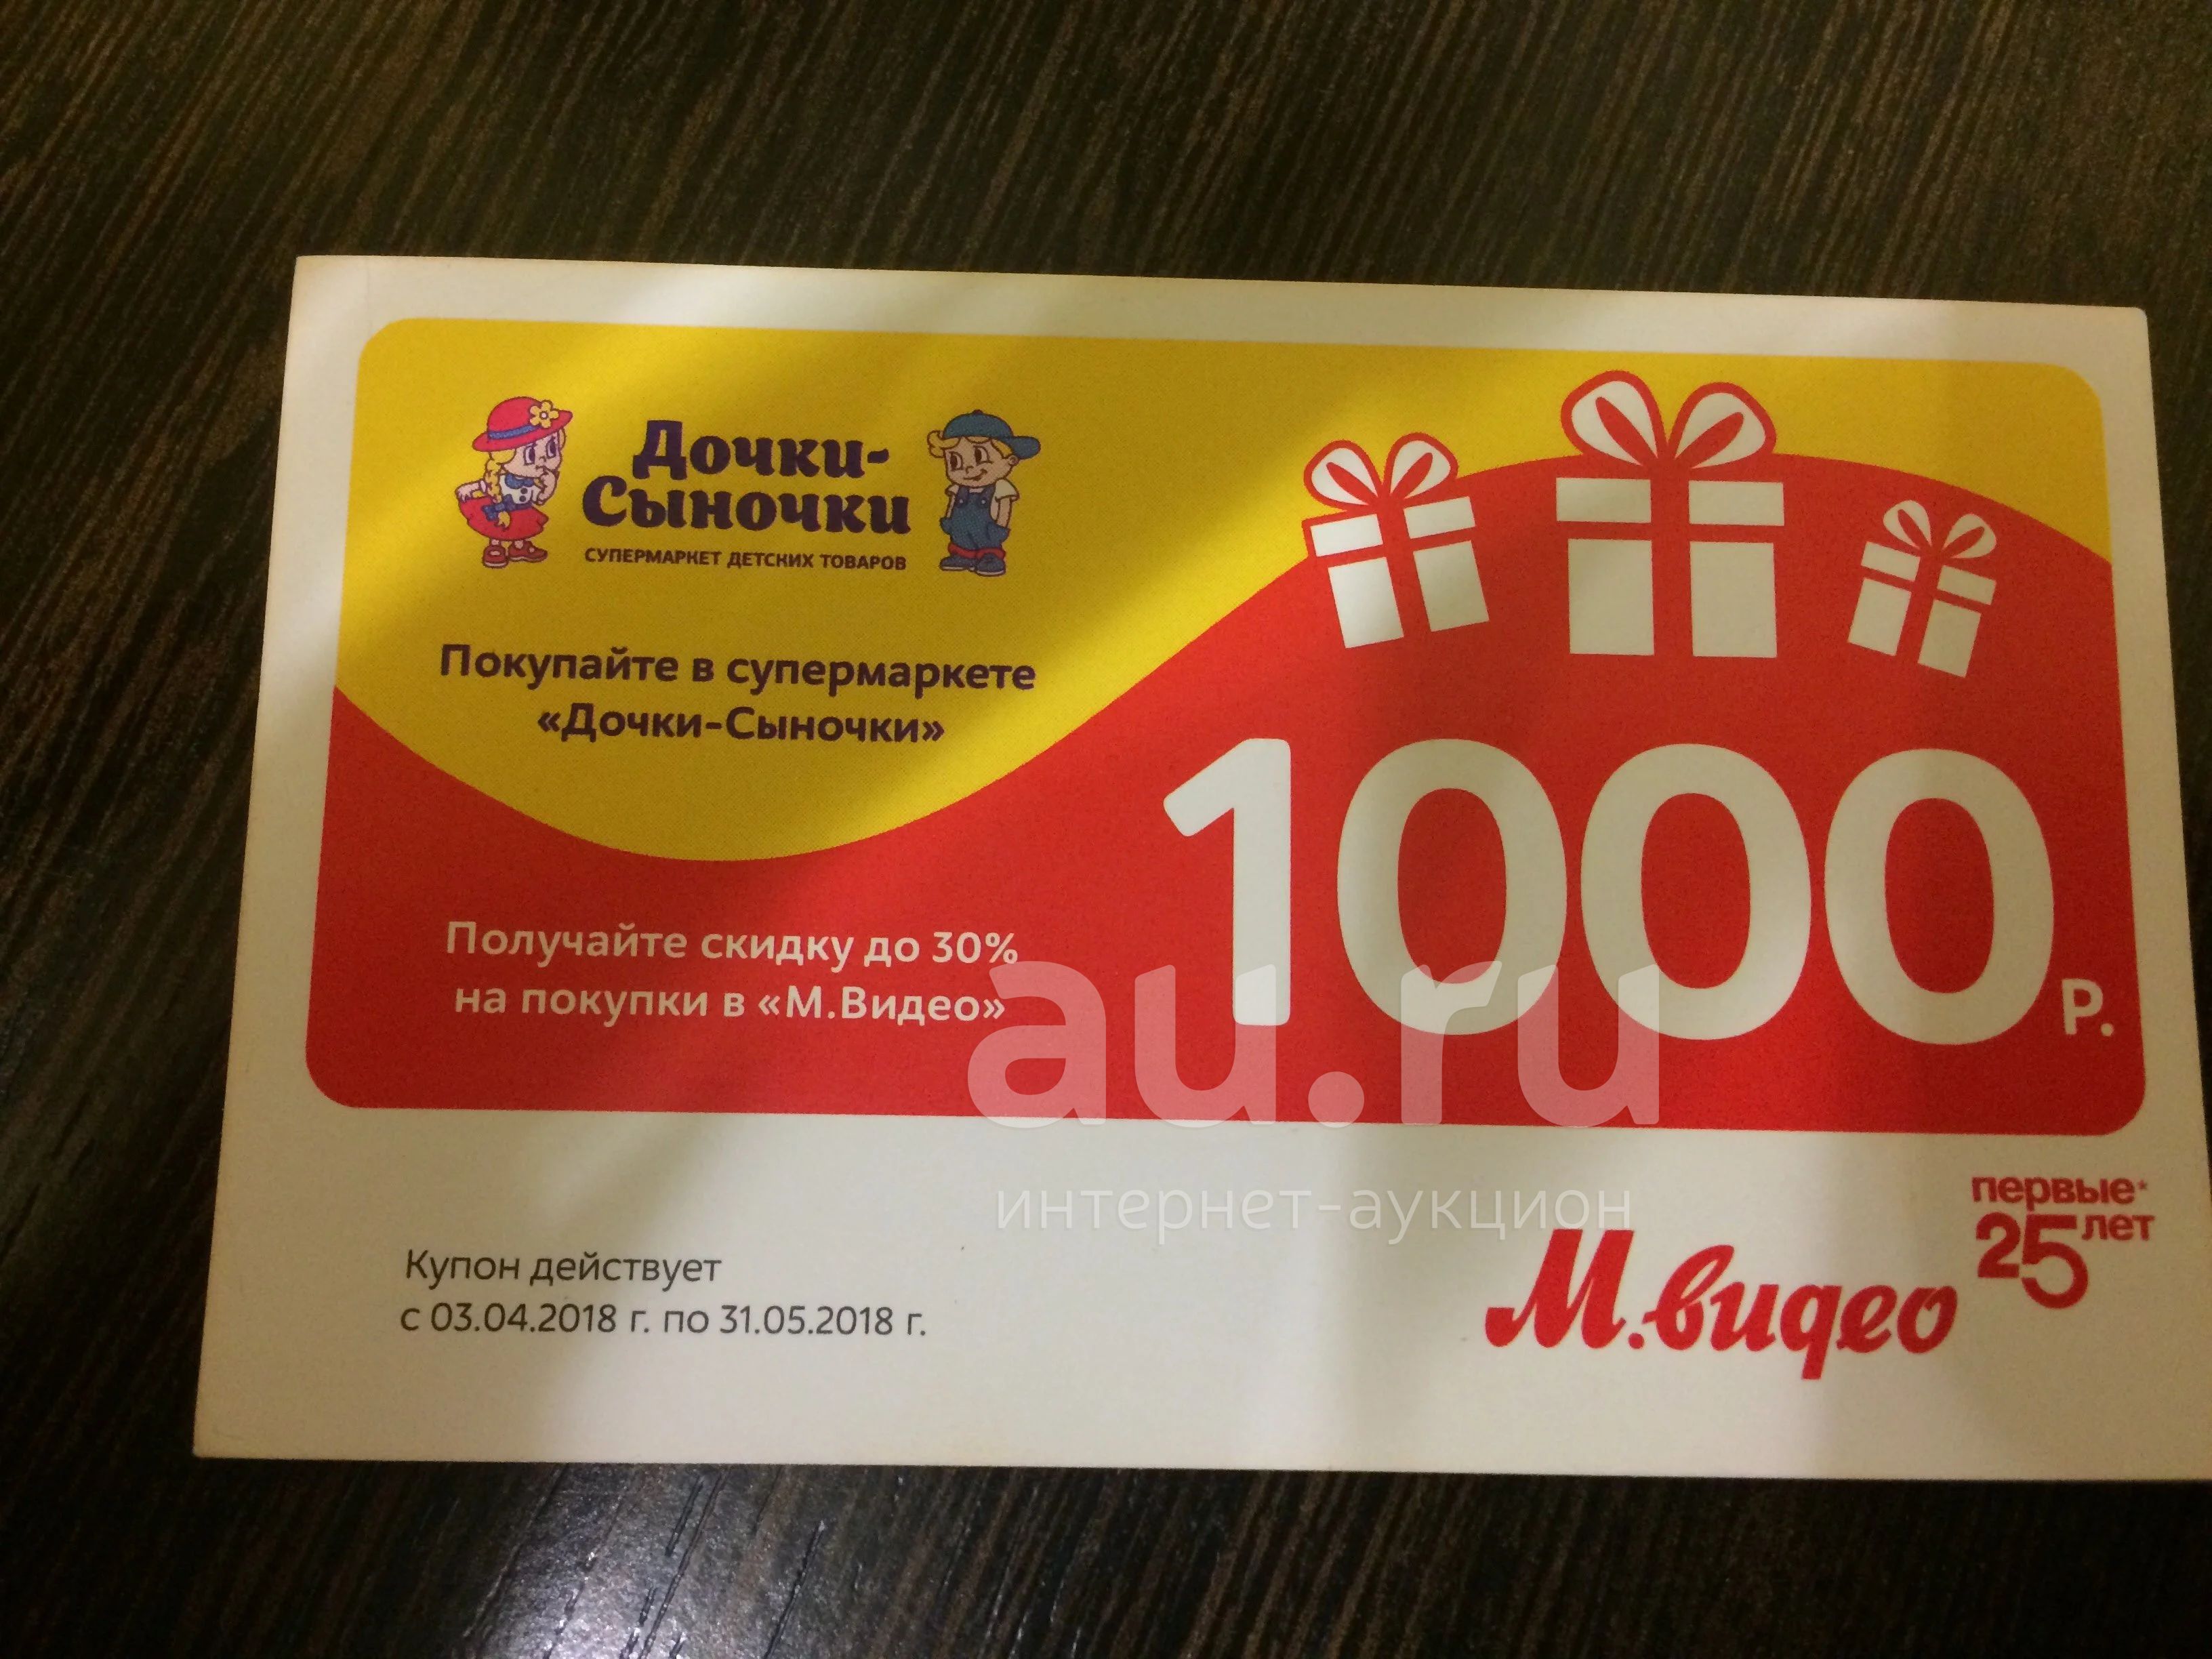 Дочки-
Сыночки
СУПЕРМАРКЕТ ДЕТСКИХ ТОВАРОВ
Покупайте в супермаркете
«Дочки-Сыночки»
1000 Р.
Получайте скидку до 30%
на покупки в «М.Видео»
au.ru
интернет-аукцион
Купон действует
с 03.04.2018 г. по 31.05.2018 г.
М.видео
первые*
25 лет